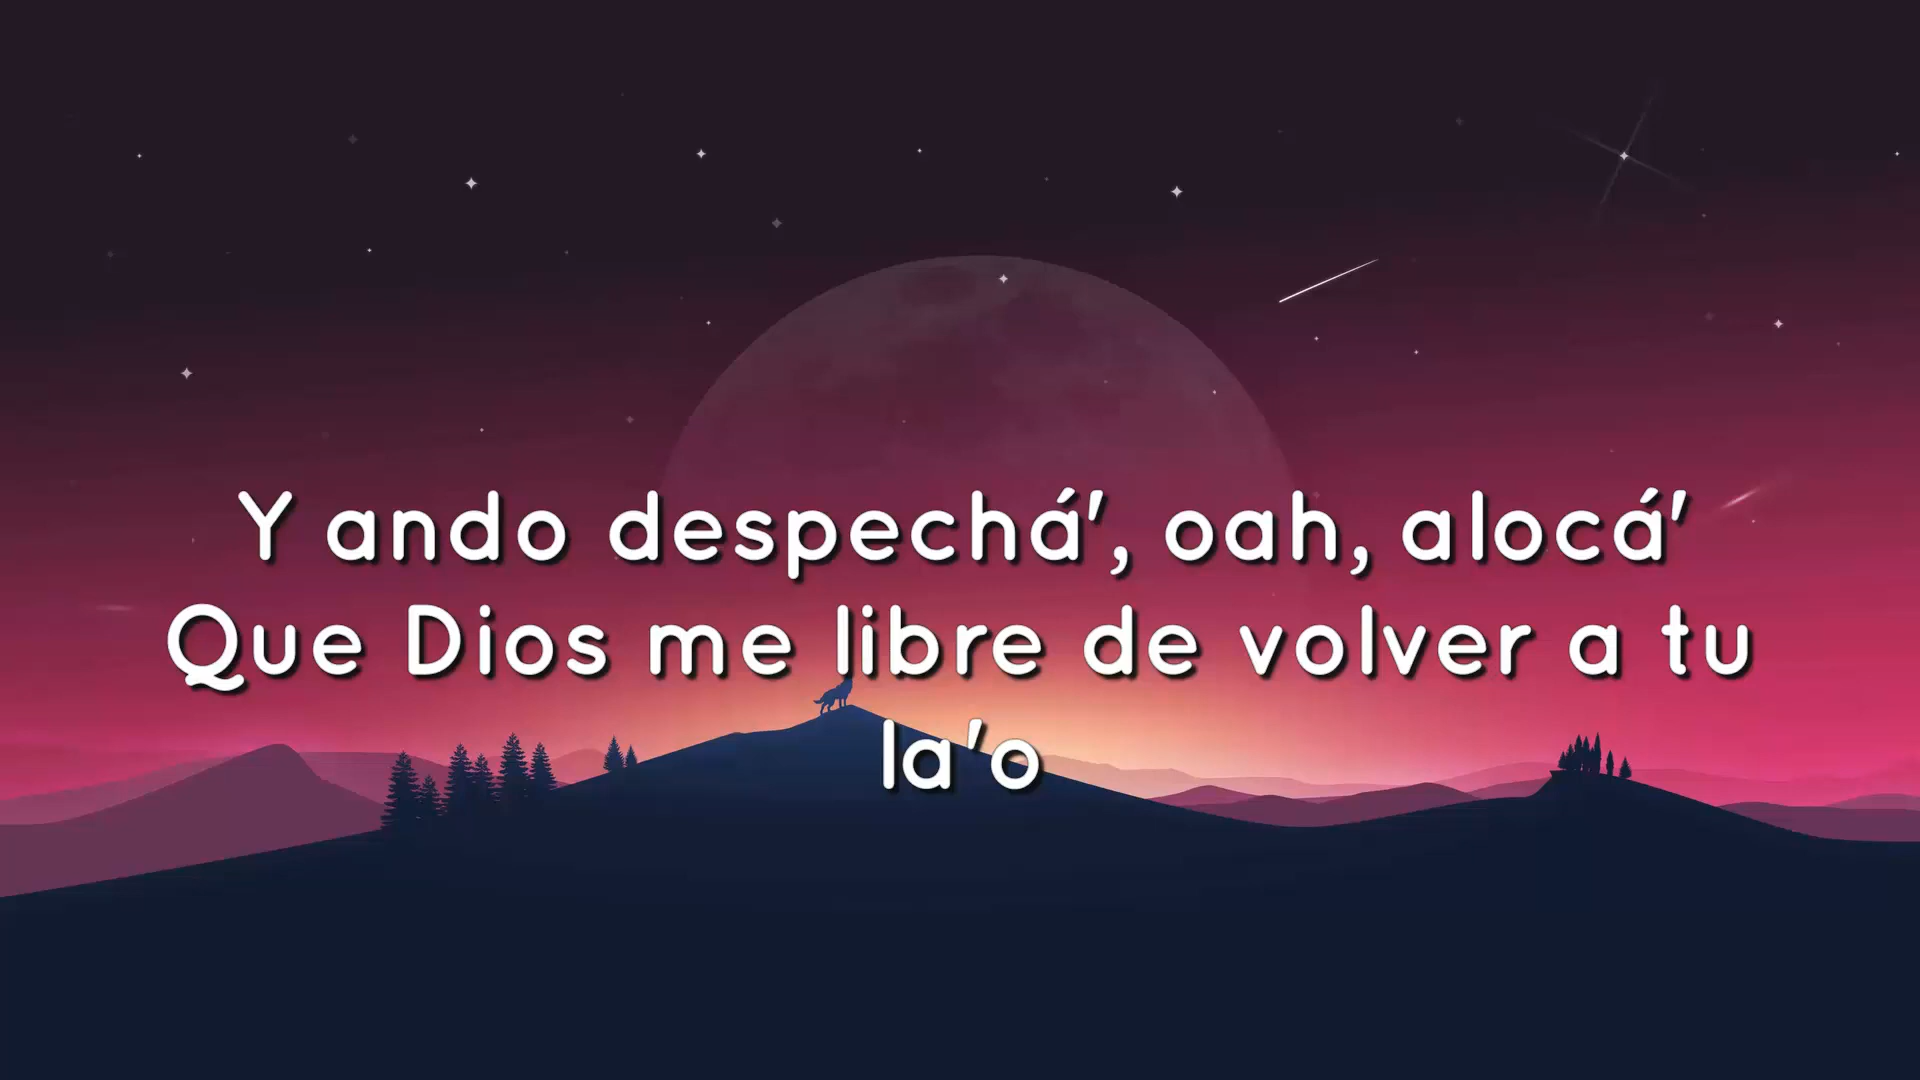 Y ando despechá', oah, alocá'
Que Dios me libre de volver a tu
la'o